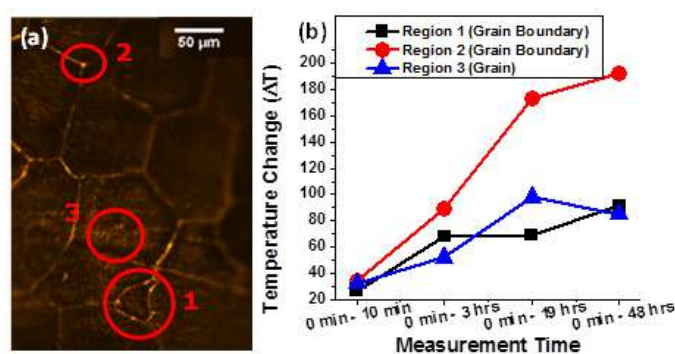 (a)
50 μm
2
3
1
(b)
Region 1 (Grain Boundary)
Region 2 (Grain Boundary)
Region 3 (Grain)
Temperature Change (ΔT)
200
180
160
140
120
100
80
60
40
20
0 min - 10 min
0 min - 3 hrs
0 min - 19 hrs
0 min - 48 hrs
Measurement Time